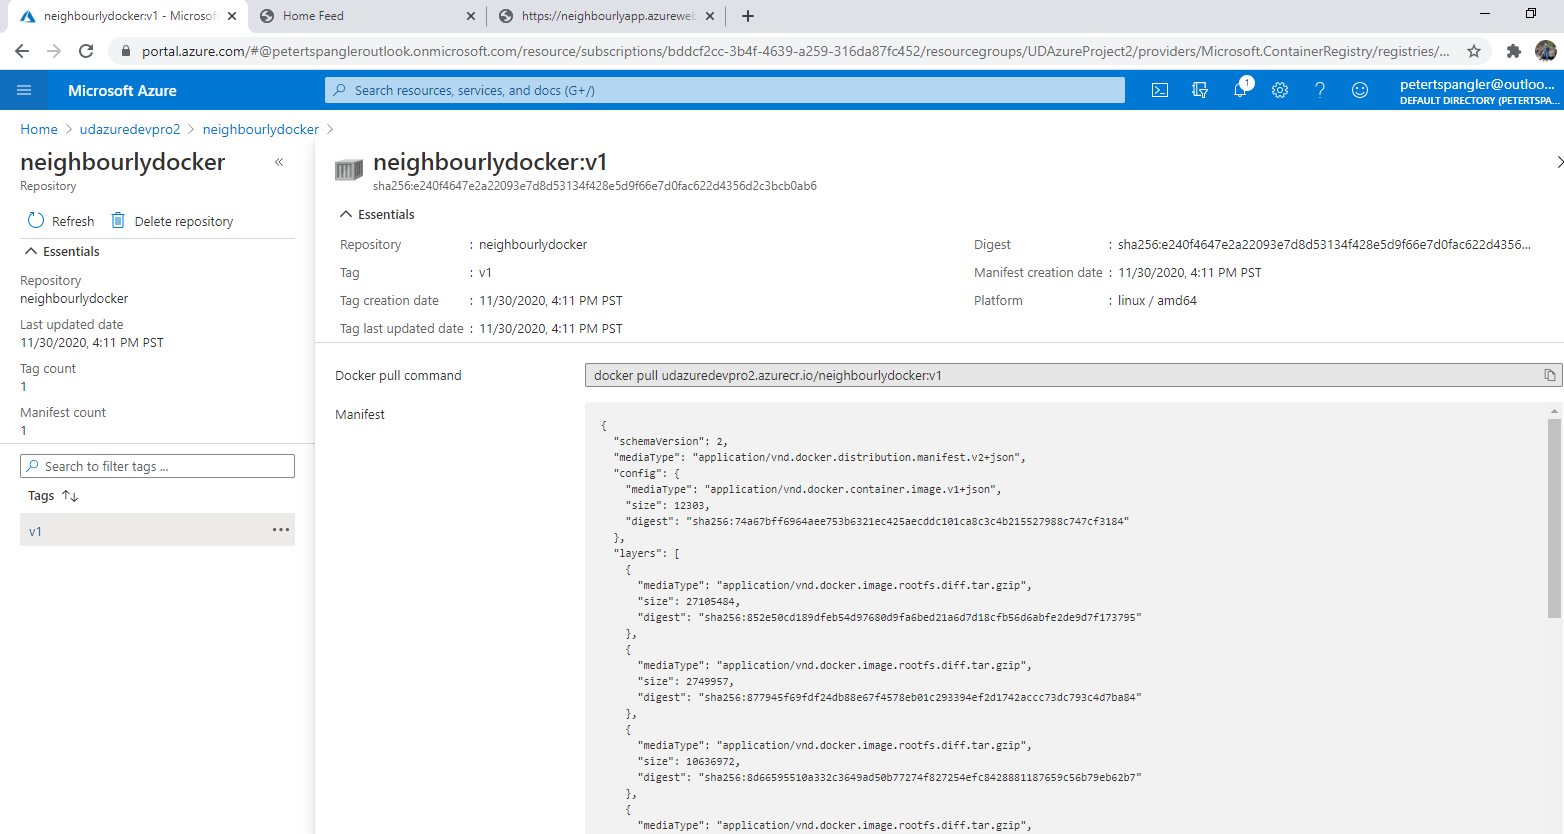 neighbourlydocker:v1 - Microsof
Home Feed
https://neighbourlyapp.azureweb
portal.azure.com/#@petertspangleroutlook.onmicrosoft.com/resource/subscriptions/bddcf2cc-3b4f-4639-a259-316da87fc452/resourcegroups/UDAzureProject2/providers/Microsoft.ContainerRegistry/registries/...
Microsoft Azure
Search resources, services, and docs (G+/)
1
petertspangler@outloo...
DEFAULT DIRECTORY (PETERTSPA...
Home > udazuredevpro2 > neighbourlydocker >
neighbourlydocker
Repository
Refresh
Delete repository
Essentials
Repository
neighbourlydocker
Last updated date
11/30/2020, 4:11 PM PST
Tag count
1
Manifest count
1
Search to filter tags ...
Tags
v1
neighbourlydocker:v1
sha256:e240f4647e2a22093e7d8d53134f428e5d9f66e7d0fac622d4356d2c3bcb0ab6
Essentials
Repository : neighbourlydocker
Tag : v1
Tag creation date : 11/30/2020, 4:11 PM PST
Tag last updated date : 11/30/2020, 4:11 PM PST
Digest : sha256:e240f4647e2a22093e7d8d53134f428e5d9f66e7d0fac622d4356...
Manifest creation date : 11/30/2020, 4:11 PM PST
Platform : linux / amd64
Docker pull command
docker pull udazuredevpro2.azurecr.io/neighbourlydocker:v1
Manifest
{
"schemaVersion": 2,
"mediaType": "application/vnd.docker.distribution.manifest.v2+json",
"config": {
"mediaType": "application/vnd.docker.container.image.v1+json",
"size": 12303,
"digest": "sha256:74a67bff6964aee753b6321ec425aecddc101ca8c3c4b215527988c747cf3184"
},
"layers": [
{
"mediaType": "application/vnd.docker.image.rootfs.diff.tar.gzip",
"size": 27105484,
"digest": "sha256:852e50cd189dfeb54d97680d9fa6bed21a6d7d18cfb56d6abfe2de9d7f173795"
},
{
"mediaType": "application/vnd.docker.image.rootfs.diff.tar.gzip",
"size": 2749957,
"digest": "sha256:877945f69fdf24db88e67f4578eb01c293394ef2d1742accc73dc793c4d7ba84"
},
{
"mediaType": "application/vnd.docker.image.rootfs.diff.tar.gzip",
"size": 10636972,
"digest": "sha256:8d66595510a332c3649ad50b77274f827254efc8428881187659c56b79eb62b7"
},
{
"mediaType": "application/vnd.docker.image.rootfs.diff.tar.gzip",